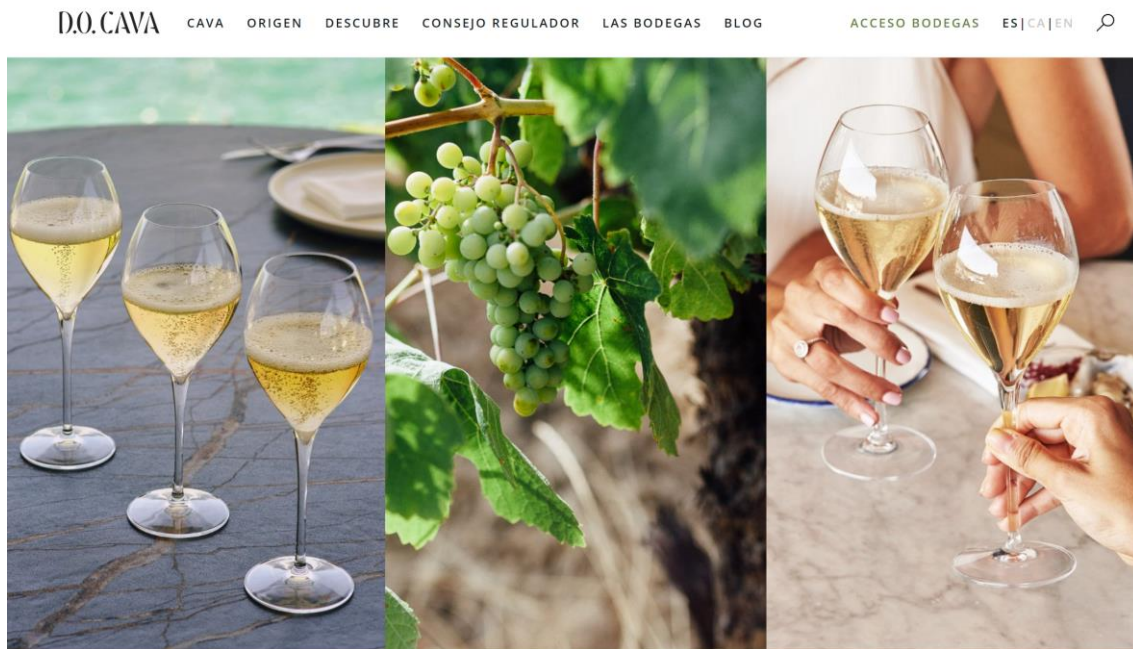 D.O. CAVA CAVA ORIGEN DESCUBRE CONSEJO REGULADOR LAS BODEGAS BLOG ACCESO BODEGAS ES|CA|EN